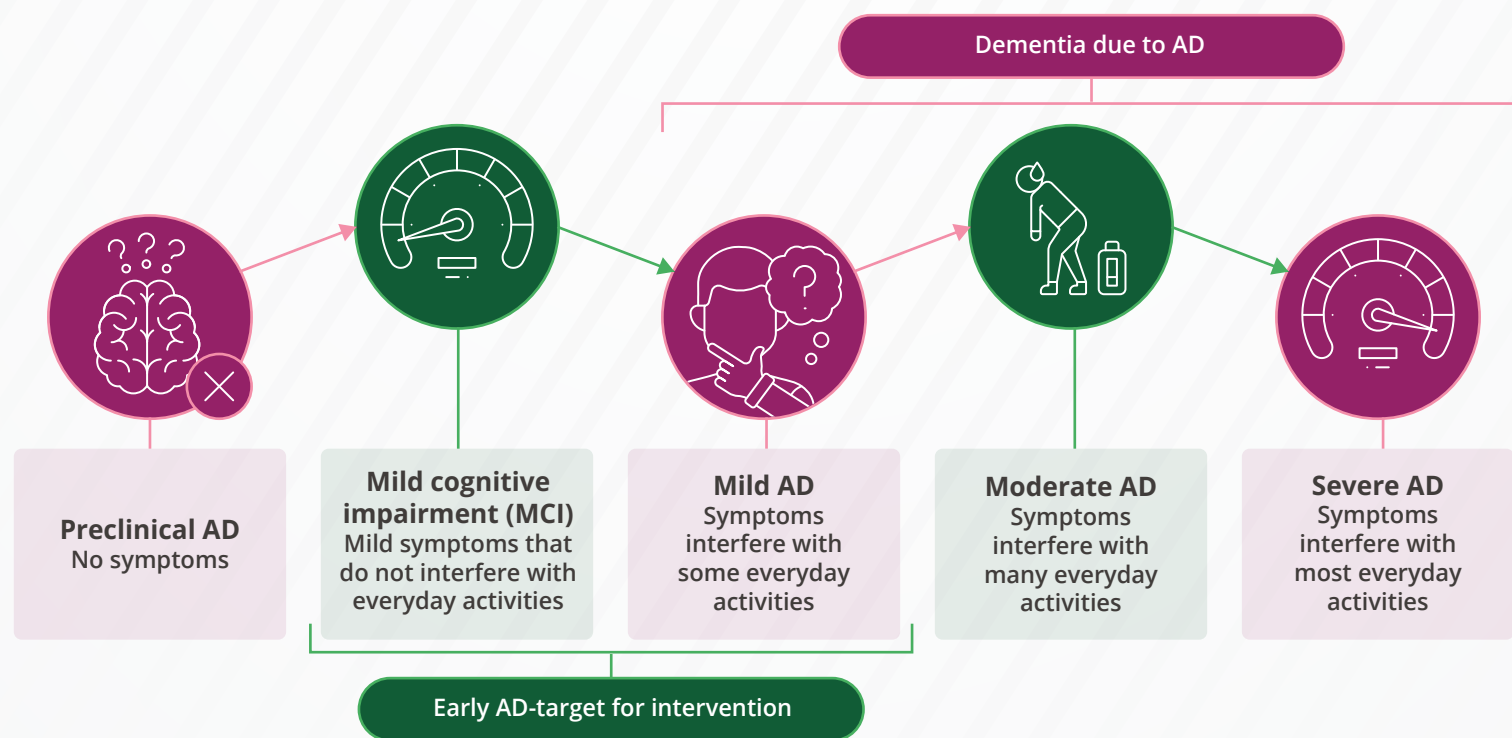 Dementia due to AD
Preclinical AD
No symptoms
Mild cognitive
impairment (MCI)
Mild symptoms that
do not interfere with
everyday activities
Mild AD
Symptoms
interfere with
some everyday
activities
Moderate AD
Symptoms
interfere with
many everyday
activities
Severe AD
Symptoms
interfere with
most everyday
activities
Early AD-target for intervention